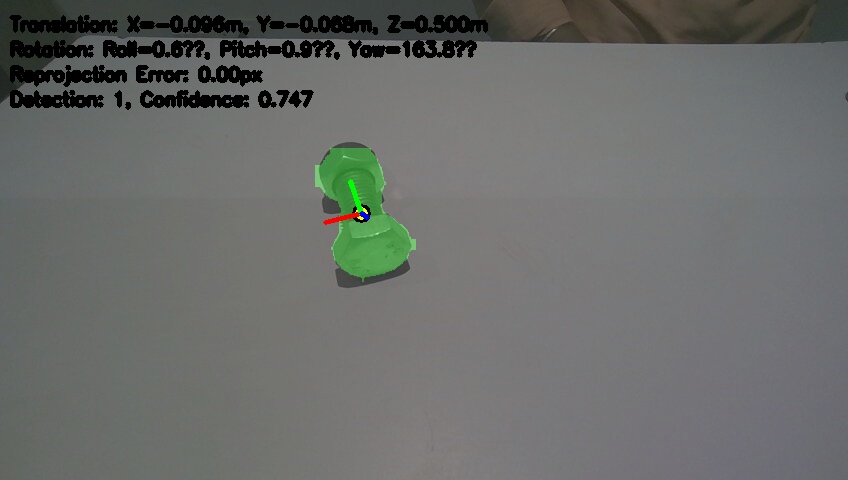 Translation: X=-0.096m, Y=-0.068m, Z=0.500m
Rotation: Roll=0.6??, Pitch=0.9??, Yaw=163.8??
Reprojection Error: 0.00px
Detection: 1, Confidence: 0.747